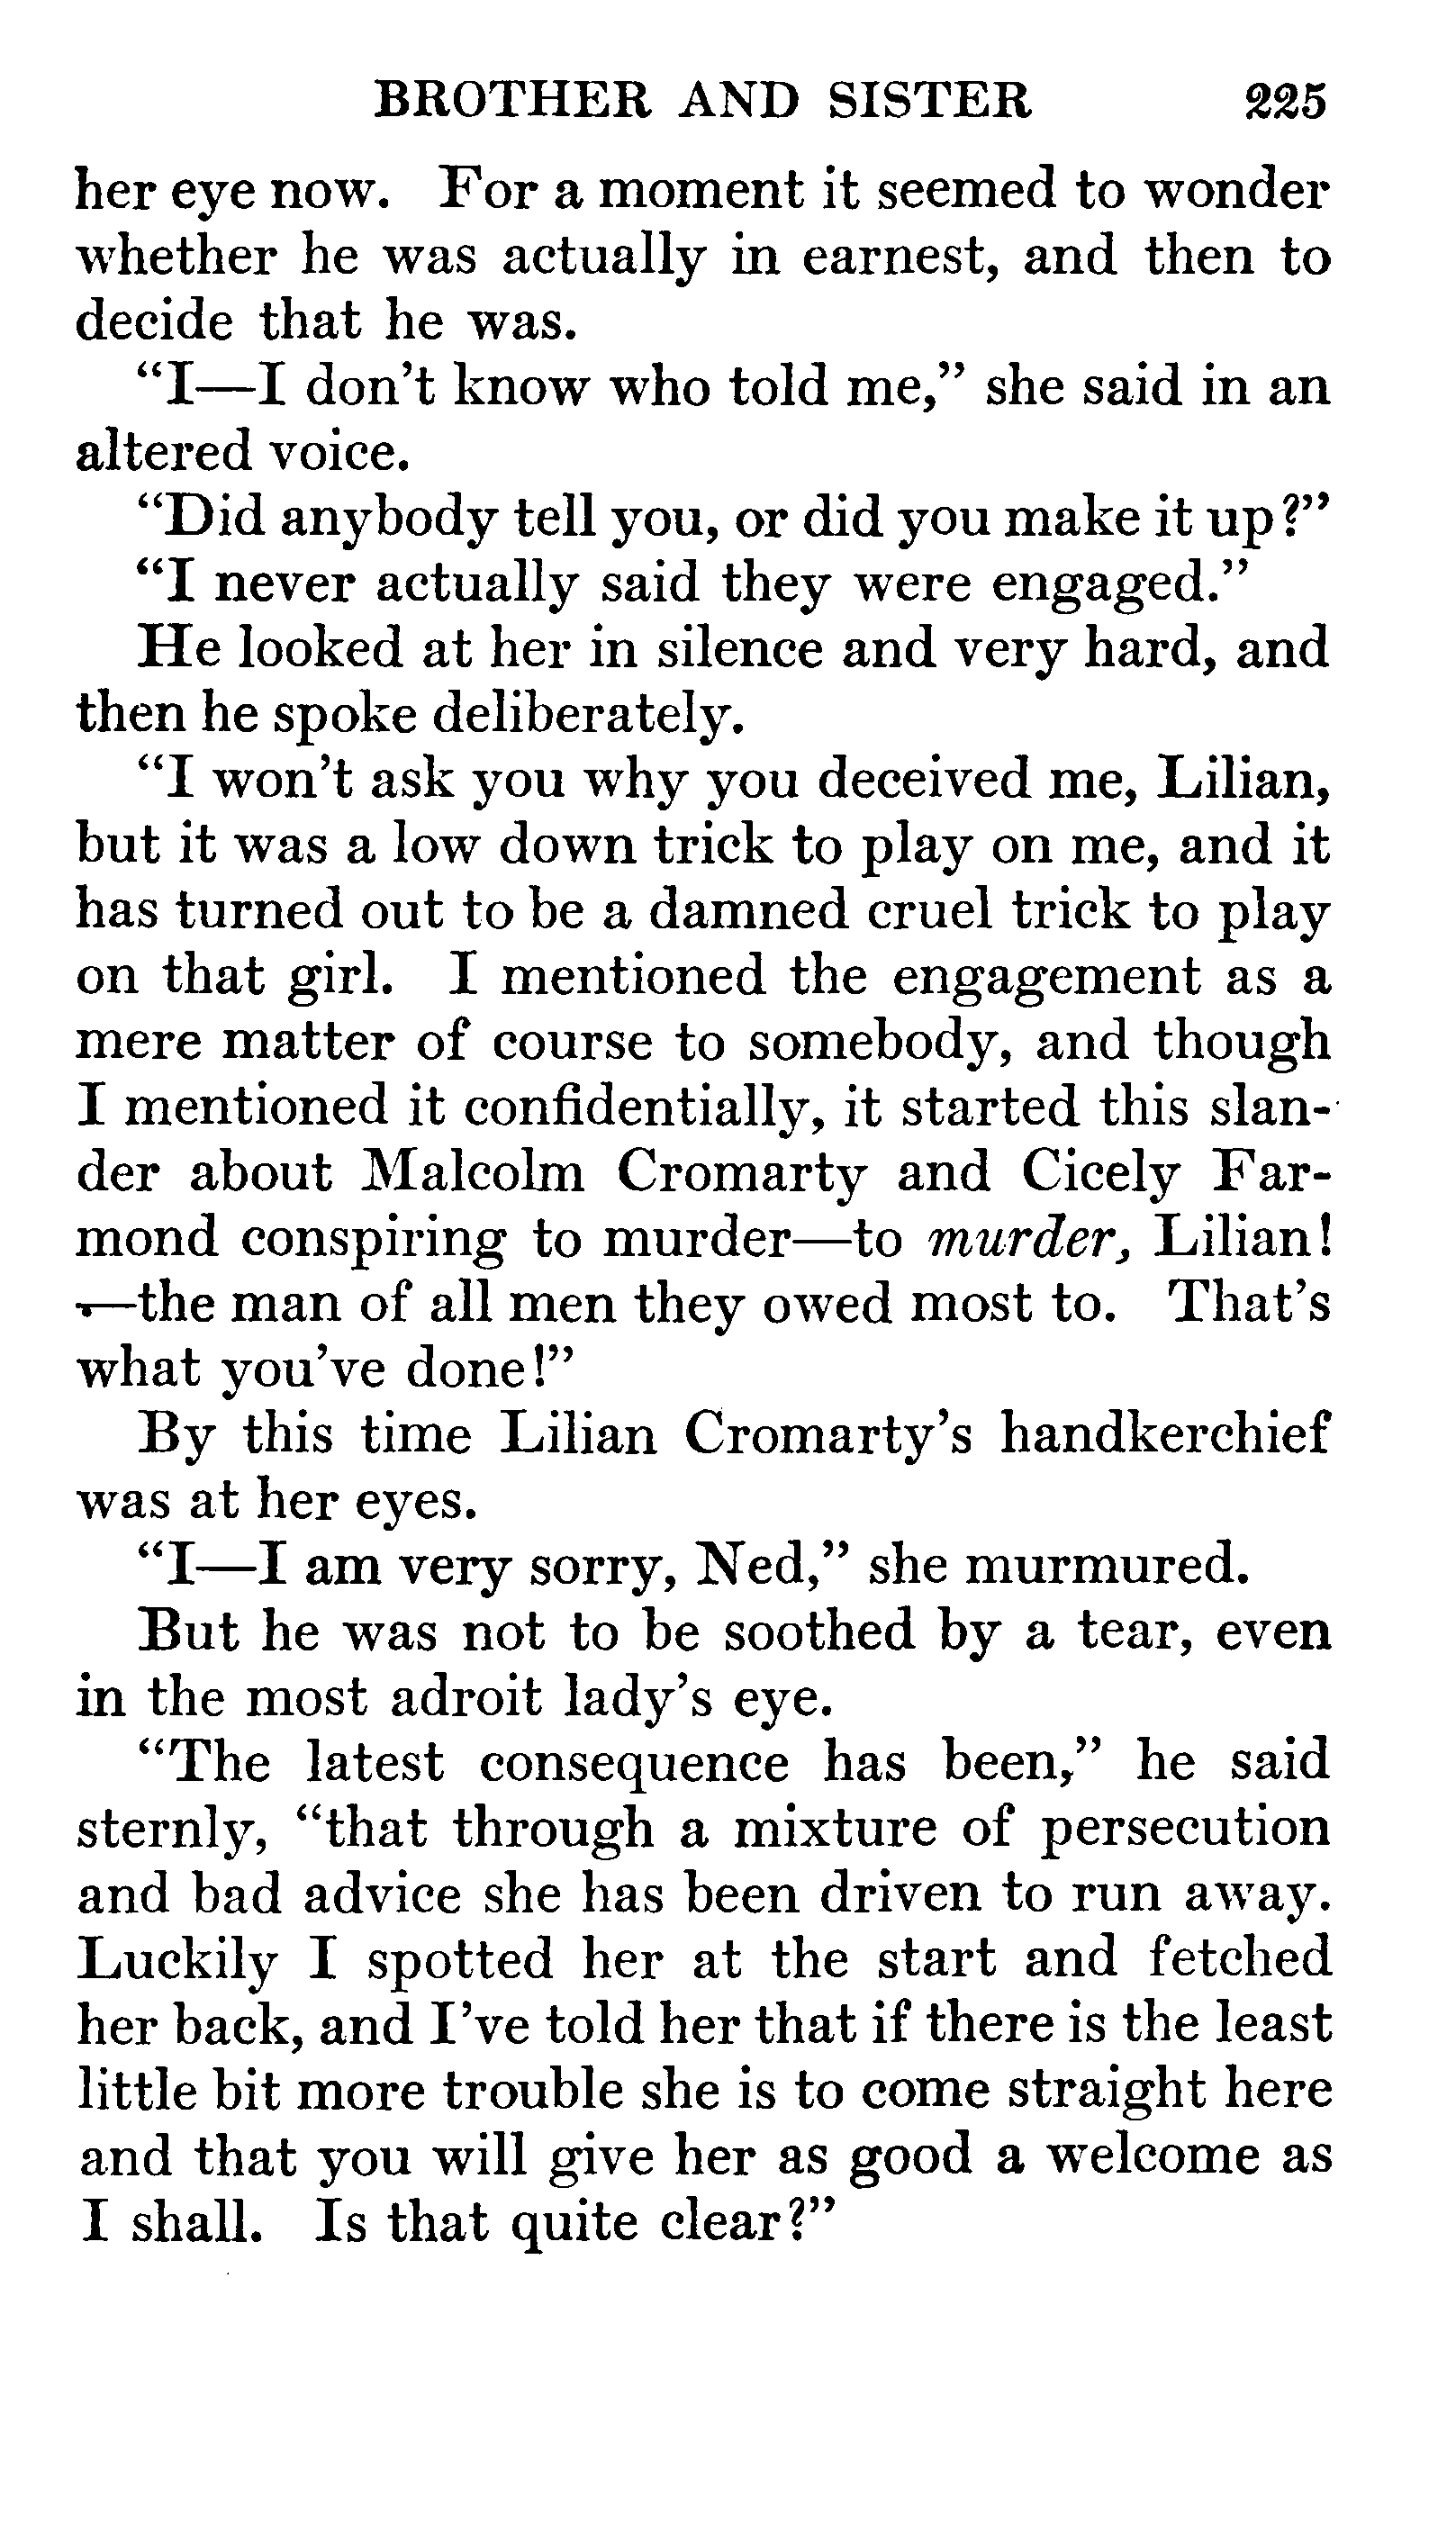 BROTHER AND SISTER 225
her eye now. For a moment it seemed to wonder
whether he was actually in earnest, and then to
decide that he was.
“I—I don't know who told me,” she said in an
altered voice.
“Did anybody tell you, or did you make it up?”
“I never actually said they were engaged.”
He looked at her in silence and very hard, and
then he spoke deliberately.
“I won't ask you why you deceived me, Lilian,
but it was a low down trick to play on me, and it
has turned out to be a damned cruel trick to play
on that girl. I mentioned the engagement as a
mere matter of course to somebody, and though
I mentioned it confidentially, it started this slan-
der about Malcolm Cromarty and Cicely Far-
mond conspiring to murder—to murder, Lilian!
—the man of all men they owed most to. That's
what you've done!”
By this time Lilian Cromarty's handkerchief
was at her eyes.
“I—I am very sorry, Ned,” she murmured.
But he was not to be soothed by a tear, even
in the most adroit lady's eye.
“The latest consequence has been,” he said
sternly, “that through a mixture of persecution
and bad advice she has been driven to run away.
Luckily I spotted her at the start and fetched
her back, and I've told her that if there is the least
little bit more trouble she is to come straight here
and that you will give her as good a welcome as
I shall. Is that quite clear?”